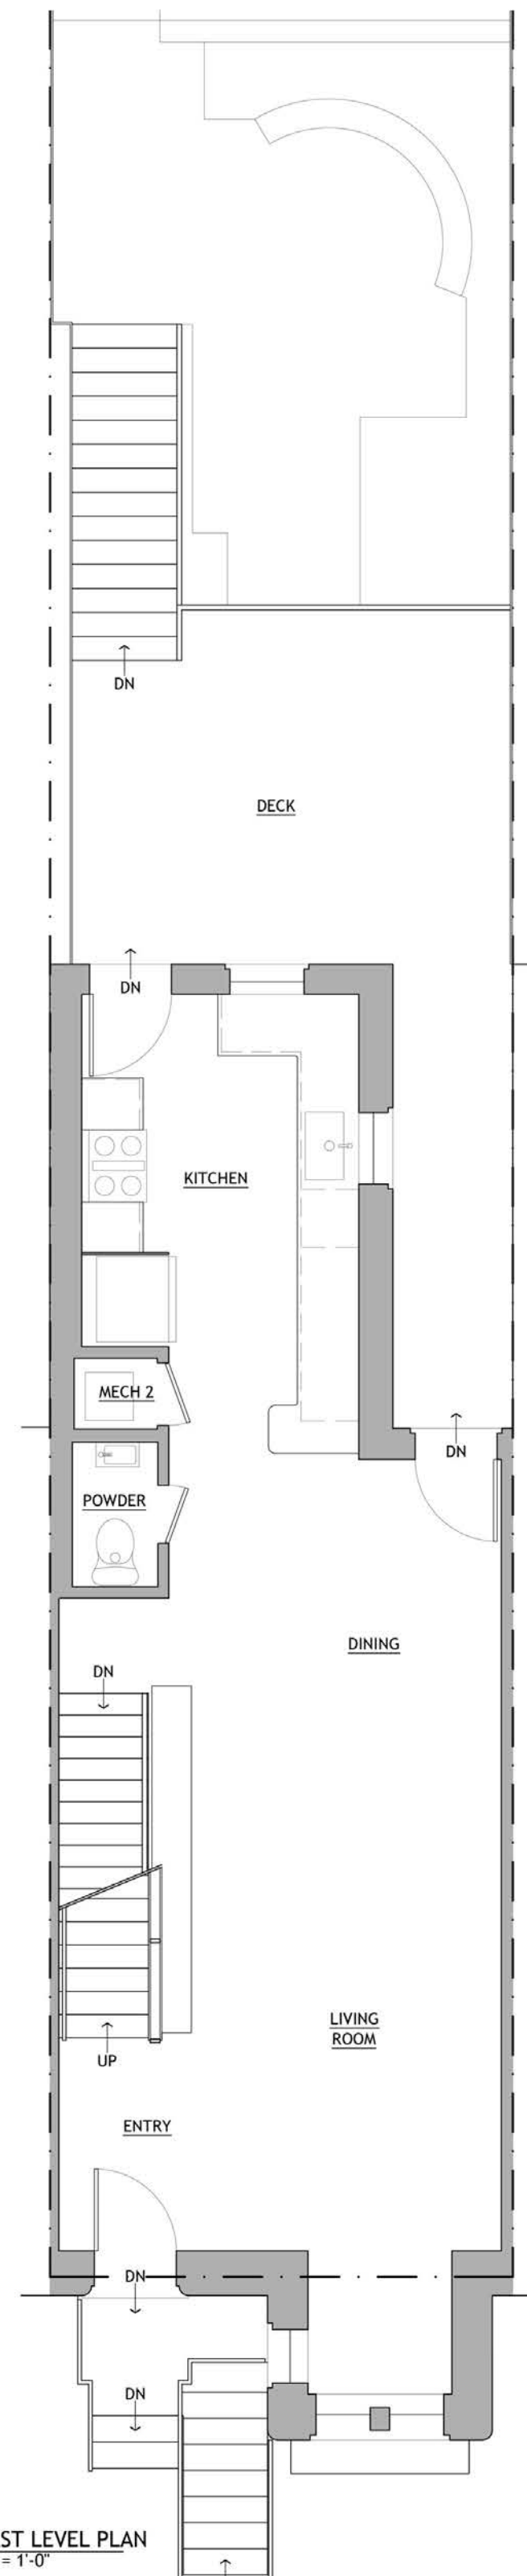 DN
DECK
DN
KITCHEN
MECH 2
DN
POWDER
DINING
DN
LIVING
ROOM
UP
ENTRY
DN
DN
ST LEVEL PLAN
= 1'-0"